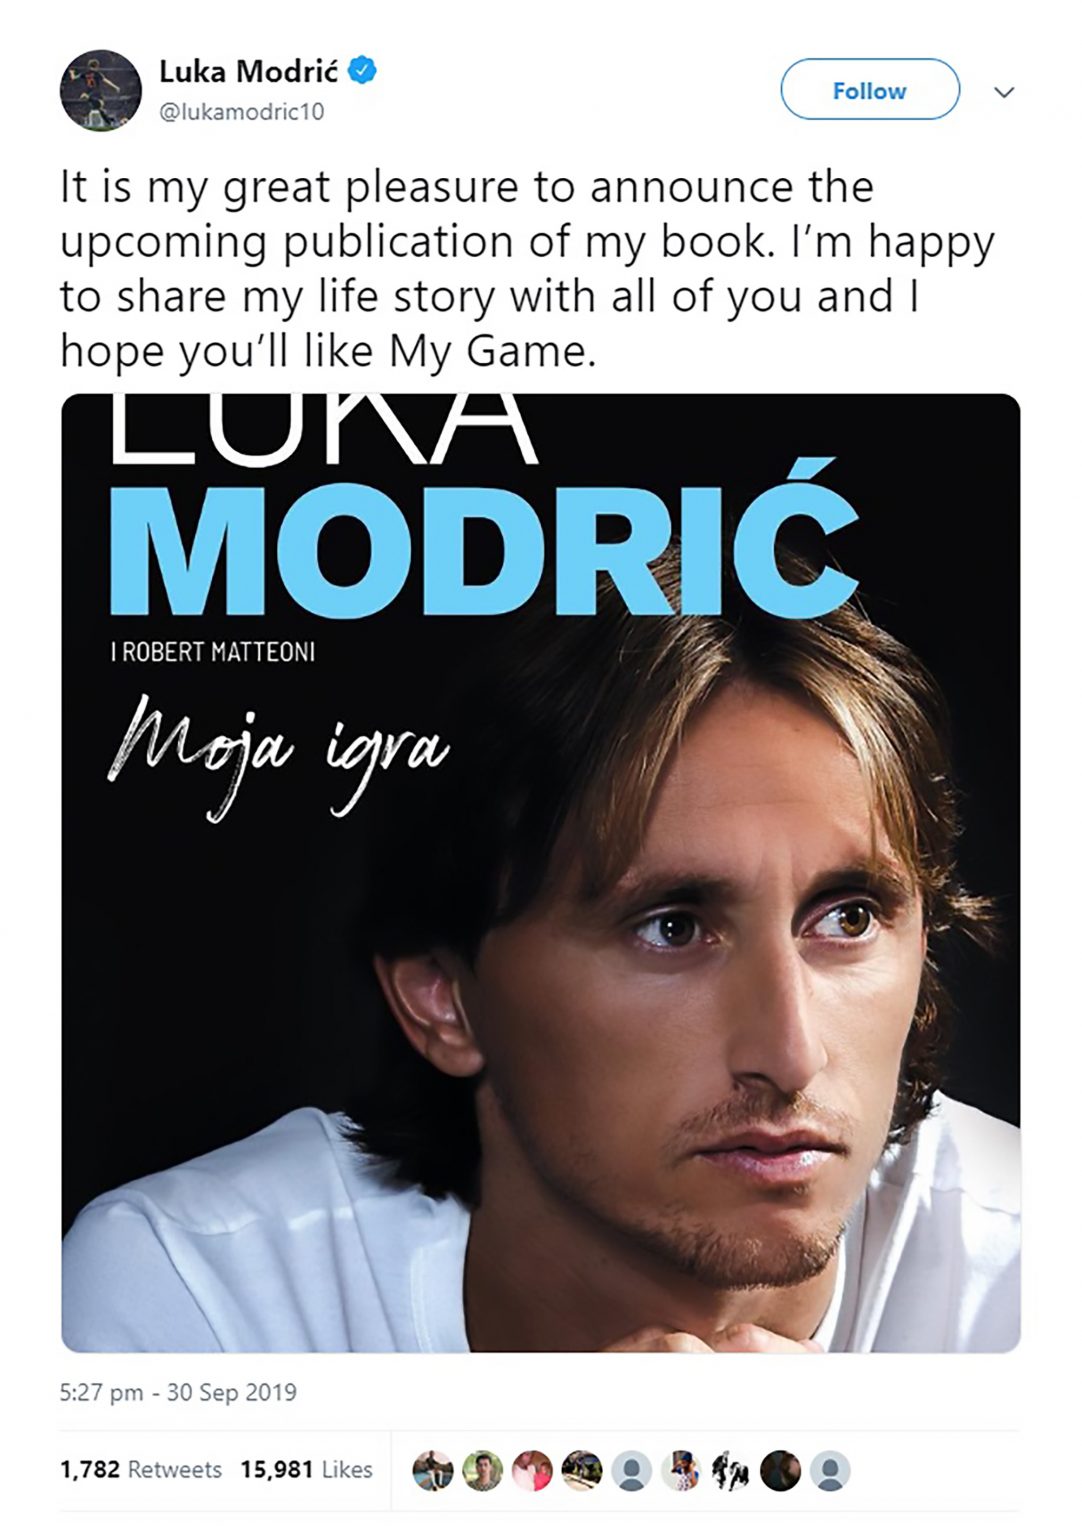 Luka Modrić
@lukamodric10
Follow
It is my great pleasure to announce the
upcoming publication of my book. I’m happy
to share my life story with all of you and I
hope you’ll like My Game.
LUKA
MODRIĆ
I ROBERT MATTEONI
Moja igra
5:27 pm - 30 Sep 2019
1,782 Retweets 15,981 Likes